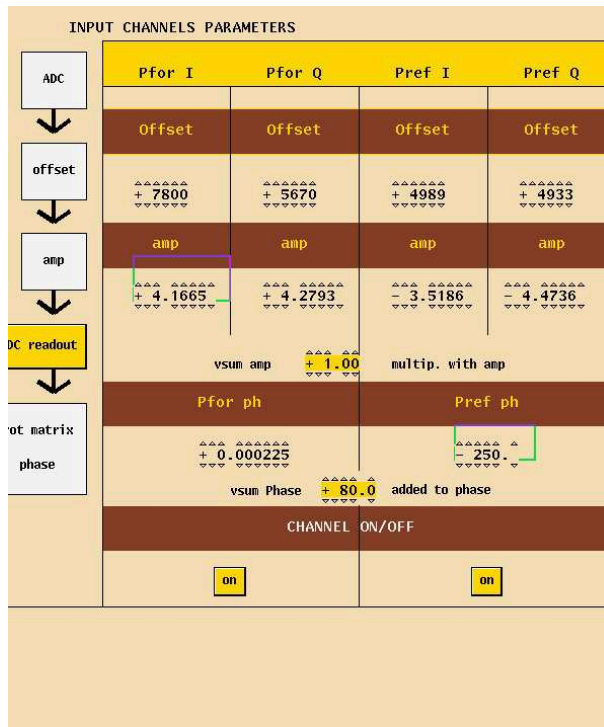 INPUT CHANNELS PARAMETERS
ADC
Pfor I Pfor Q Pref I Pref Q
Offset Offset Offset Offset
offset
+ 7800 + 5670 + 4989 + 4933
amp amp amp amp
amp
+ 4.1665 + 4.2793 - 3.5186 - 4.4736
DC readout
vsum amp + 1.00 multip. with amp
Pfor ph Pref ph
rot matrix
phase
+ 0.000225 - 250.
vsum Phase + 80.0 added to phase
CHANNEL ON/OFF
on on